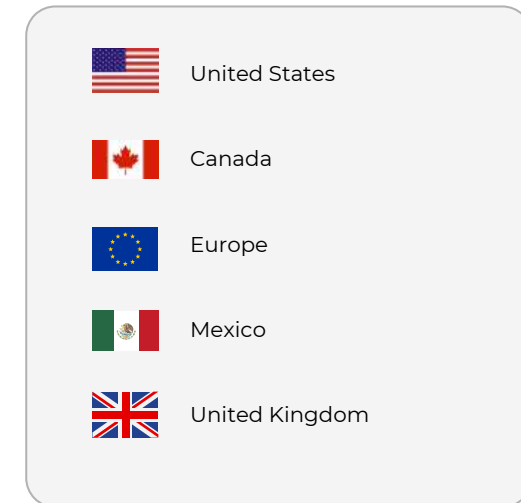 United States
Canada
Europe
Mexico
United Kingdom